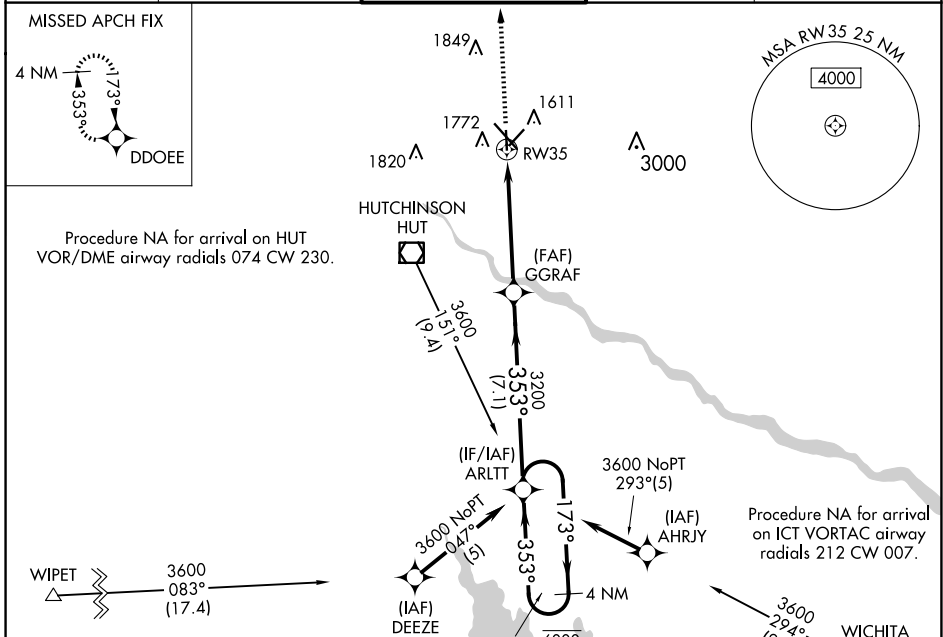 MISSED APCH FIX
4 NM
353°
173°
DDOEE
1849
1772
1611
1820
RW35
3000
MSA RW35 25 NM
4000
HUTCHINSON
HUT
Procedure NA for arrival on HUT
VOR/DME airway radials 074 CW 230.
(FAF)
GGRAF
3600
151°
(9.4)
3200
353°
(7.1)
(IF/IAF)
ARLTT
3600 NoPT
293°(5)
(IAF)
AHRJY
Procedure NA for arrival
on ICT VORTAC airway
radials 212 CW 007.
3600 NoPT
047°
(5)
353°
173°
4 NM
WIPET
3600
083°
(17.4)
(IAF)
DEEZE
3600
294°
WICHITA